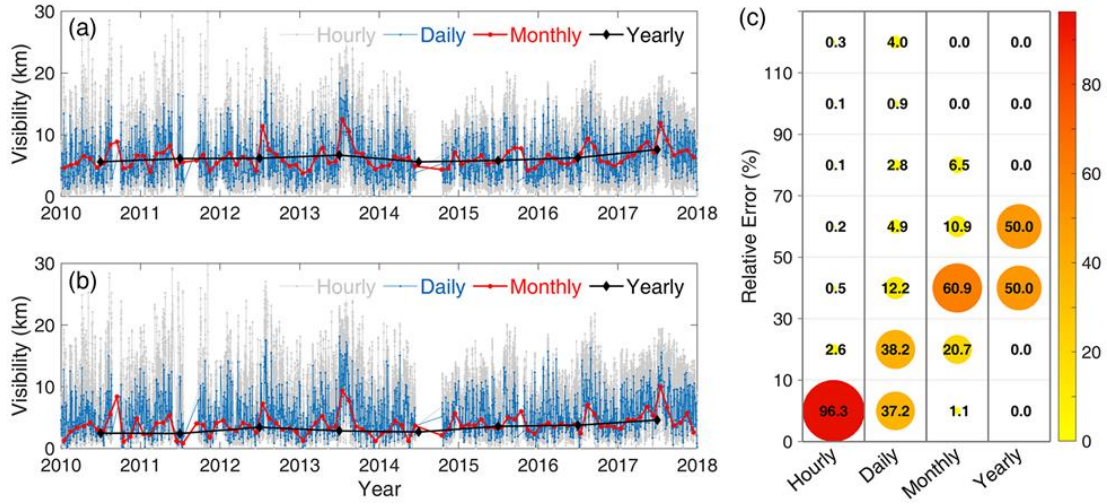 (a)
Hourly Daily Monthly Yearly
Visibility (km)
30
20
10
0
2010 2011 2012 2013 2014 2015 2016 2017 2018
(b)
Hourly Daily Monthly Yearly
Visibility (km)
30
20
10
0
2010 2011 2012 2013 2014 2015 2016 2017 2018
Year
(c)
Relative Error (%)
110
90
70
50
30
10
0
0.3 4.0 0.0 0.0
0.1 0.9 0.0 0.0
0.1 2.8 6.5 0.0
0.2 4.9 10.9 50.0
0.5 12.2 60.9 50.0
2.6 38.2 20.7 0.0
96.3 37.2 1.1 0.0
Hourly Daily Monthly Yearly
80
60
40
20
0